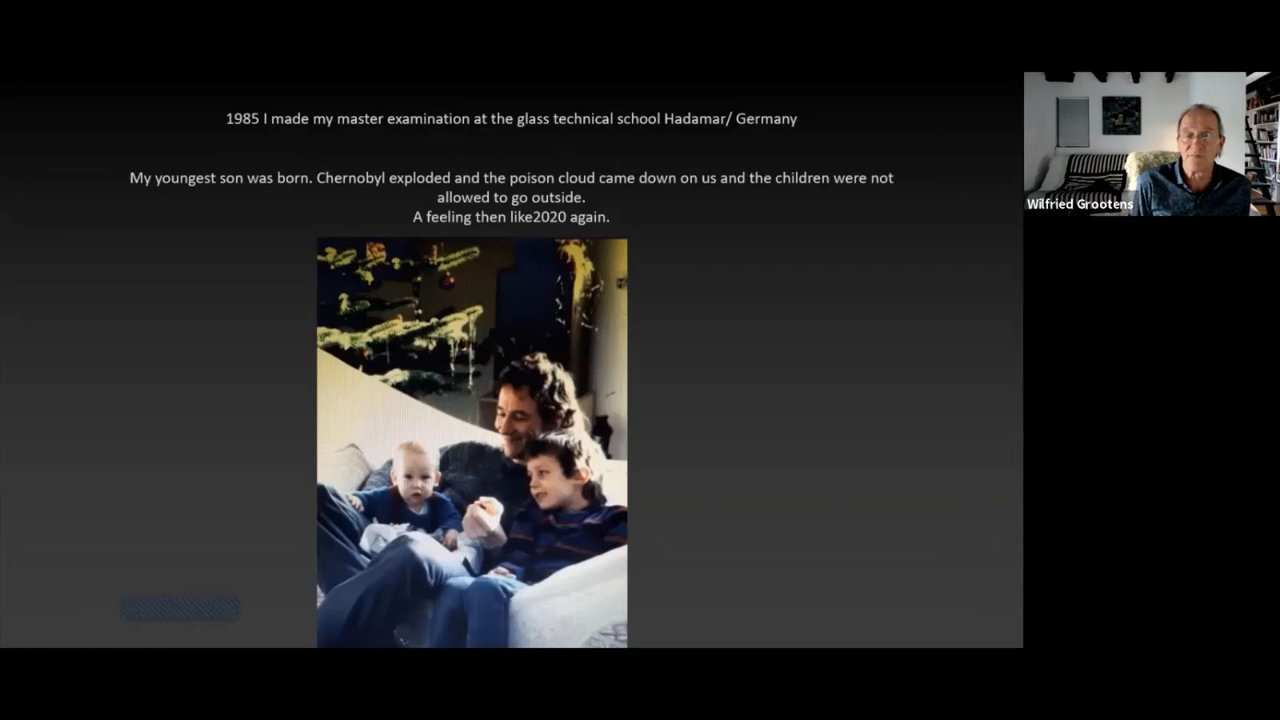 1985 I made my master examination at the glass technical school Hadamar/ Germany
My youngest son was born. Chernobyl exploded and the poison cloud came down on us and the children were not
allowed to go outside.
A feeling then like2020 again.
Wilfried Grootens